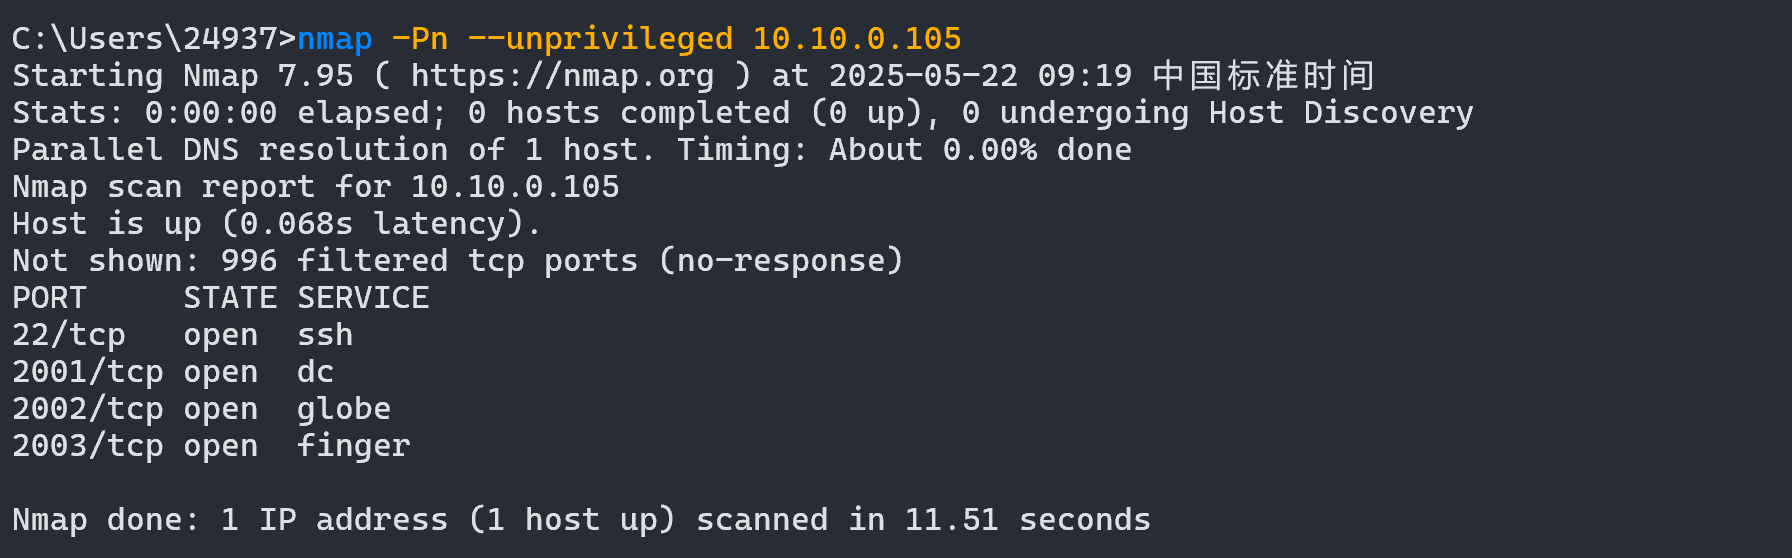 C:\Users\24937>nmap -Pn --unprivileged 10.10.0.105
Starting Nmap 7.95 ( https://nmap.org ) at 2025-05-22 09:19 中国标准时间
Stats: 0:00:00 elapsed; 0 hosts completed (0 up), 0 undergoing Host Discovery
Parallel DNS resolution of 1 host. Timing: About 0.00% done
Nmap scan report for 10.10.0.105
Host is up (0.068s latency).
Not shown: 996 filtered tcp ports (no-response)
PORT     STATE SERVICE
22/tcp   open  ssh
2001/tcp open  dc
2002/tcp open  globe
2003/tcp open  finger
Nmap done: 1 IP address (1 host up) scanned in 11.51 seconds